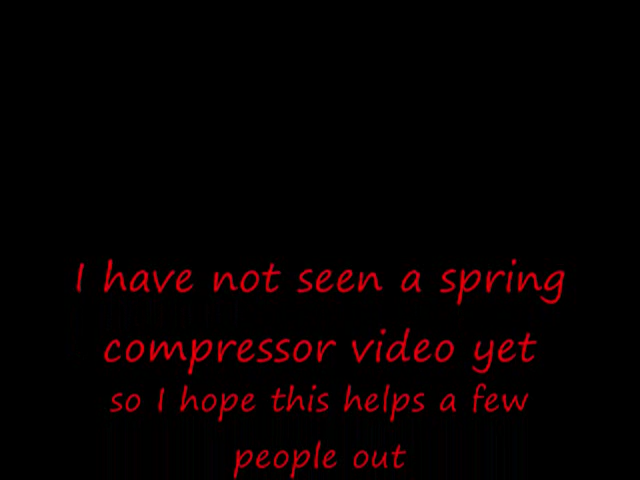 I have not seen a spring
compressor video yet
so I hope this helps a few
people out